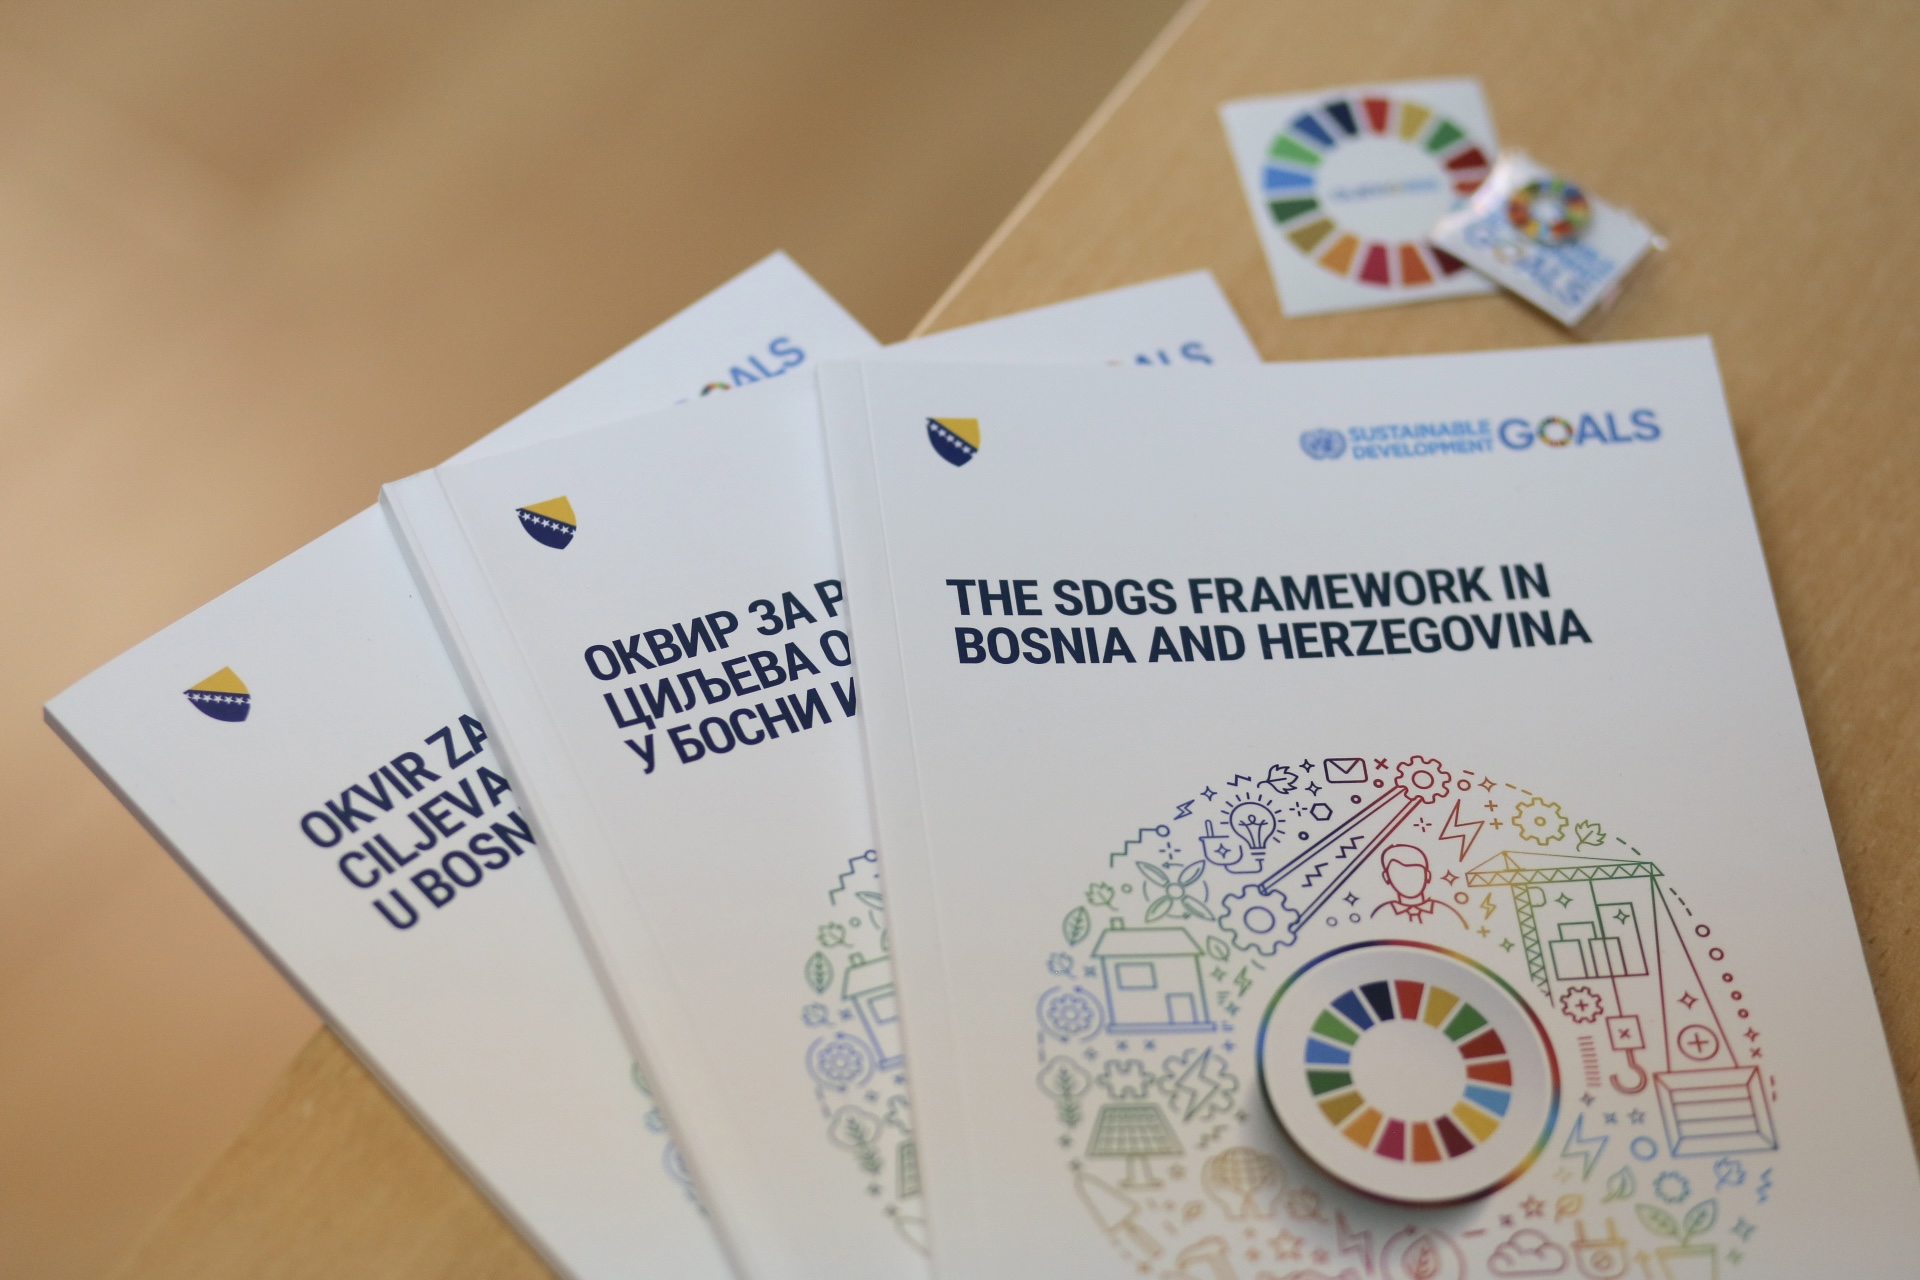 GOALS
OKVIR ZA
CILJEVA
U BOSN
ALS
ОКВИР ЗА Р
ЦИЉЕВА О
У БОСНИ И
SUSTAINABLE
DEVELOPMENT
GOALS
THE SDGS FRAMEWORK IN
BOSNIA AND HERZEGOVINA
GOALS